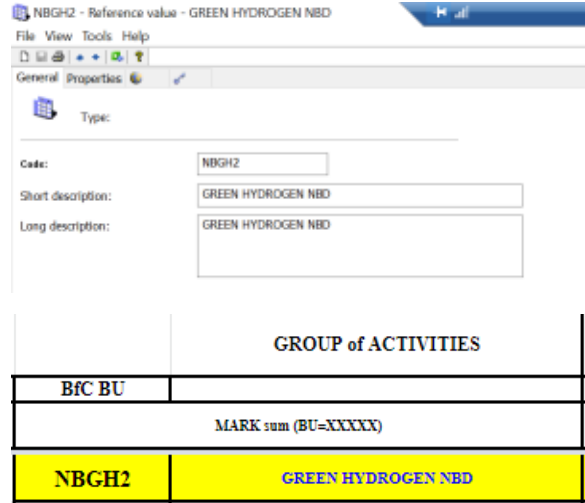 NBGH2 - Reference value - GREEN HYDROGEN NBD
File View Tools Help
General Properties
Type:
Code: NBGH2
Short description: GREEN HYDROGEN NBD
Long description: GREEN HYDROGEN NBD
GROUP of ACTIVITIES
BfC BU
MARK sum (BU=XXXXX)
NBGH2 GREEN HYDROGEN NBD